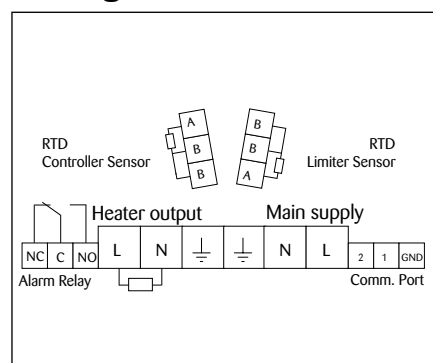 A
B
B
B
B
A
RTD
Controller Sensor
RTD
Limiter Sensor
Heater output
Main supply
NC C NO L N N L 2 1 GND
Alarm Relay
Comm. Port